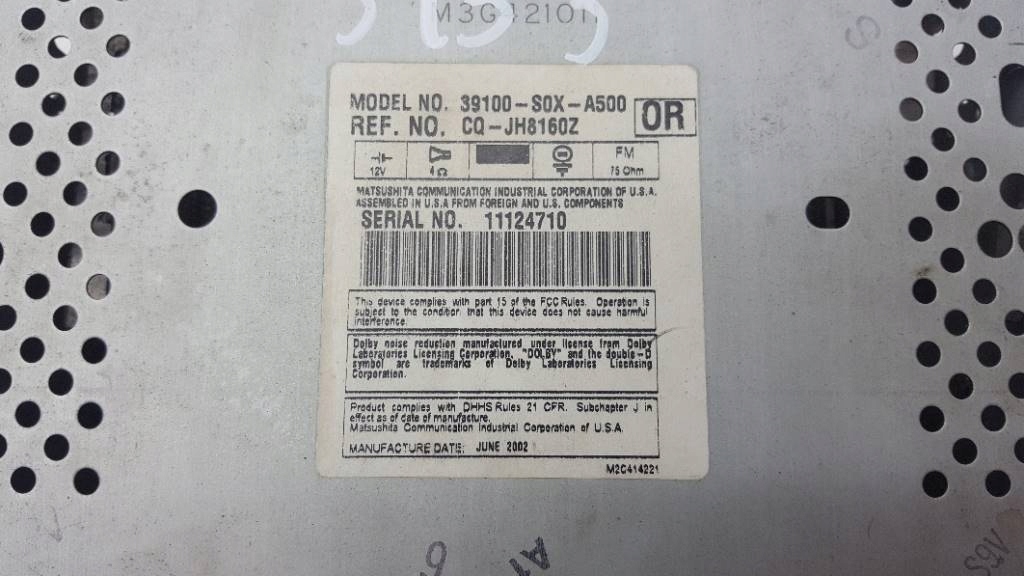 MODEL NO. 39100-S0X-A500
OR
REF. NO. CQ-JH8160Z
12V
4Ω
FM
75 Ohm
MATSUSHITA COMMUNICATION INDUSTRIAL CORPORATION OF U.S.A.
ASSEMBLED IN U.S.A FROM FOREIGN AND U.S. COMPONENTS
SERIAL NO. 11124710
This device complies with part 15 of the FCC Rules. Operation is
subject to the condition that this device does not cause harmful
interference.
Dolby noise reduction manufactured under license from Dolby
Laboratories Licensing Corporation. "DOLBY" and the double-D
symbol are trademarks of Dolby Laboratories Licensing
Corporation.
Product complies with DHHS Rules 21 CFR. Subchapter J in
effect as of date of manufacture.
Matsushita Communication Industrial Corporation of U.S.A.
MANUFACTURE DATE: JUNE 2002
M2C414221